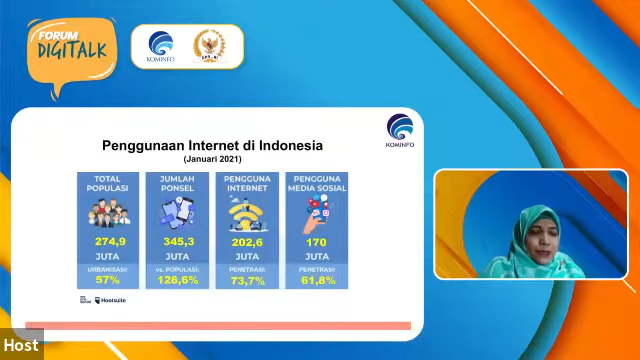 FORUM
DIGITALK
KOMINFO
DPR-RI
KOMINFO
Penggunaan Internet di Indonesia
(Januari 2021)
TOTAL
POPULASI
274,9
JUTA
URBANISASI:
57%
JUMLAH
PONSEL
345,3
JUTA
vs. POPULASI:
126,6%
PENGGUNA
INTERNET
202,6
JUTA
PENETRASI:
73,7%
PENGGUNA
MEDIA SOSIAL
170
JUTA
PENETRASI:
61,8%
Hootsuite
Host